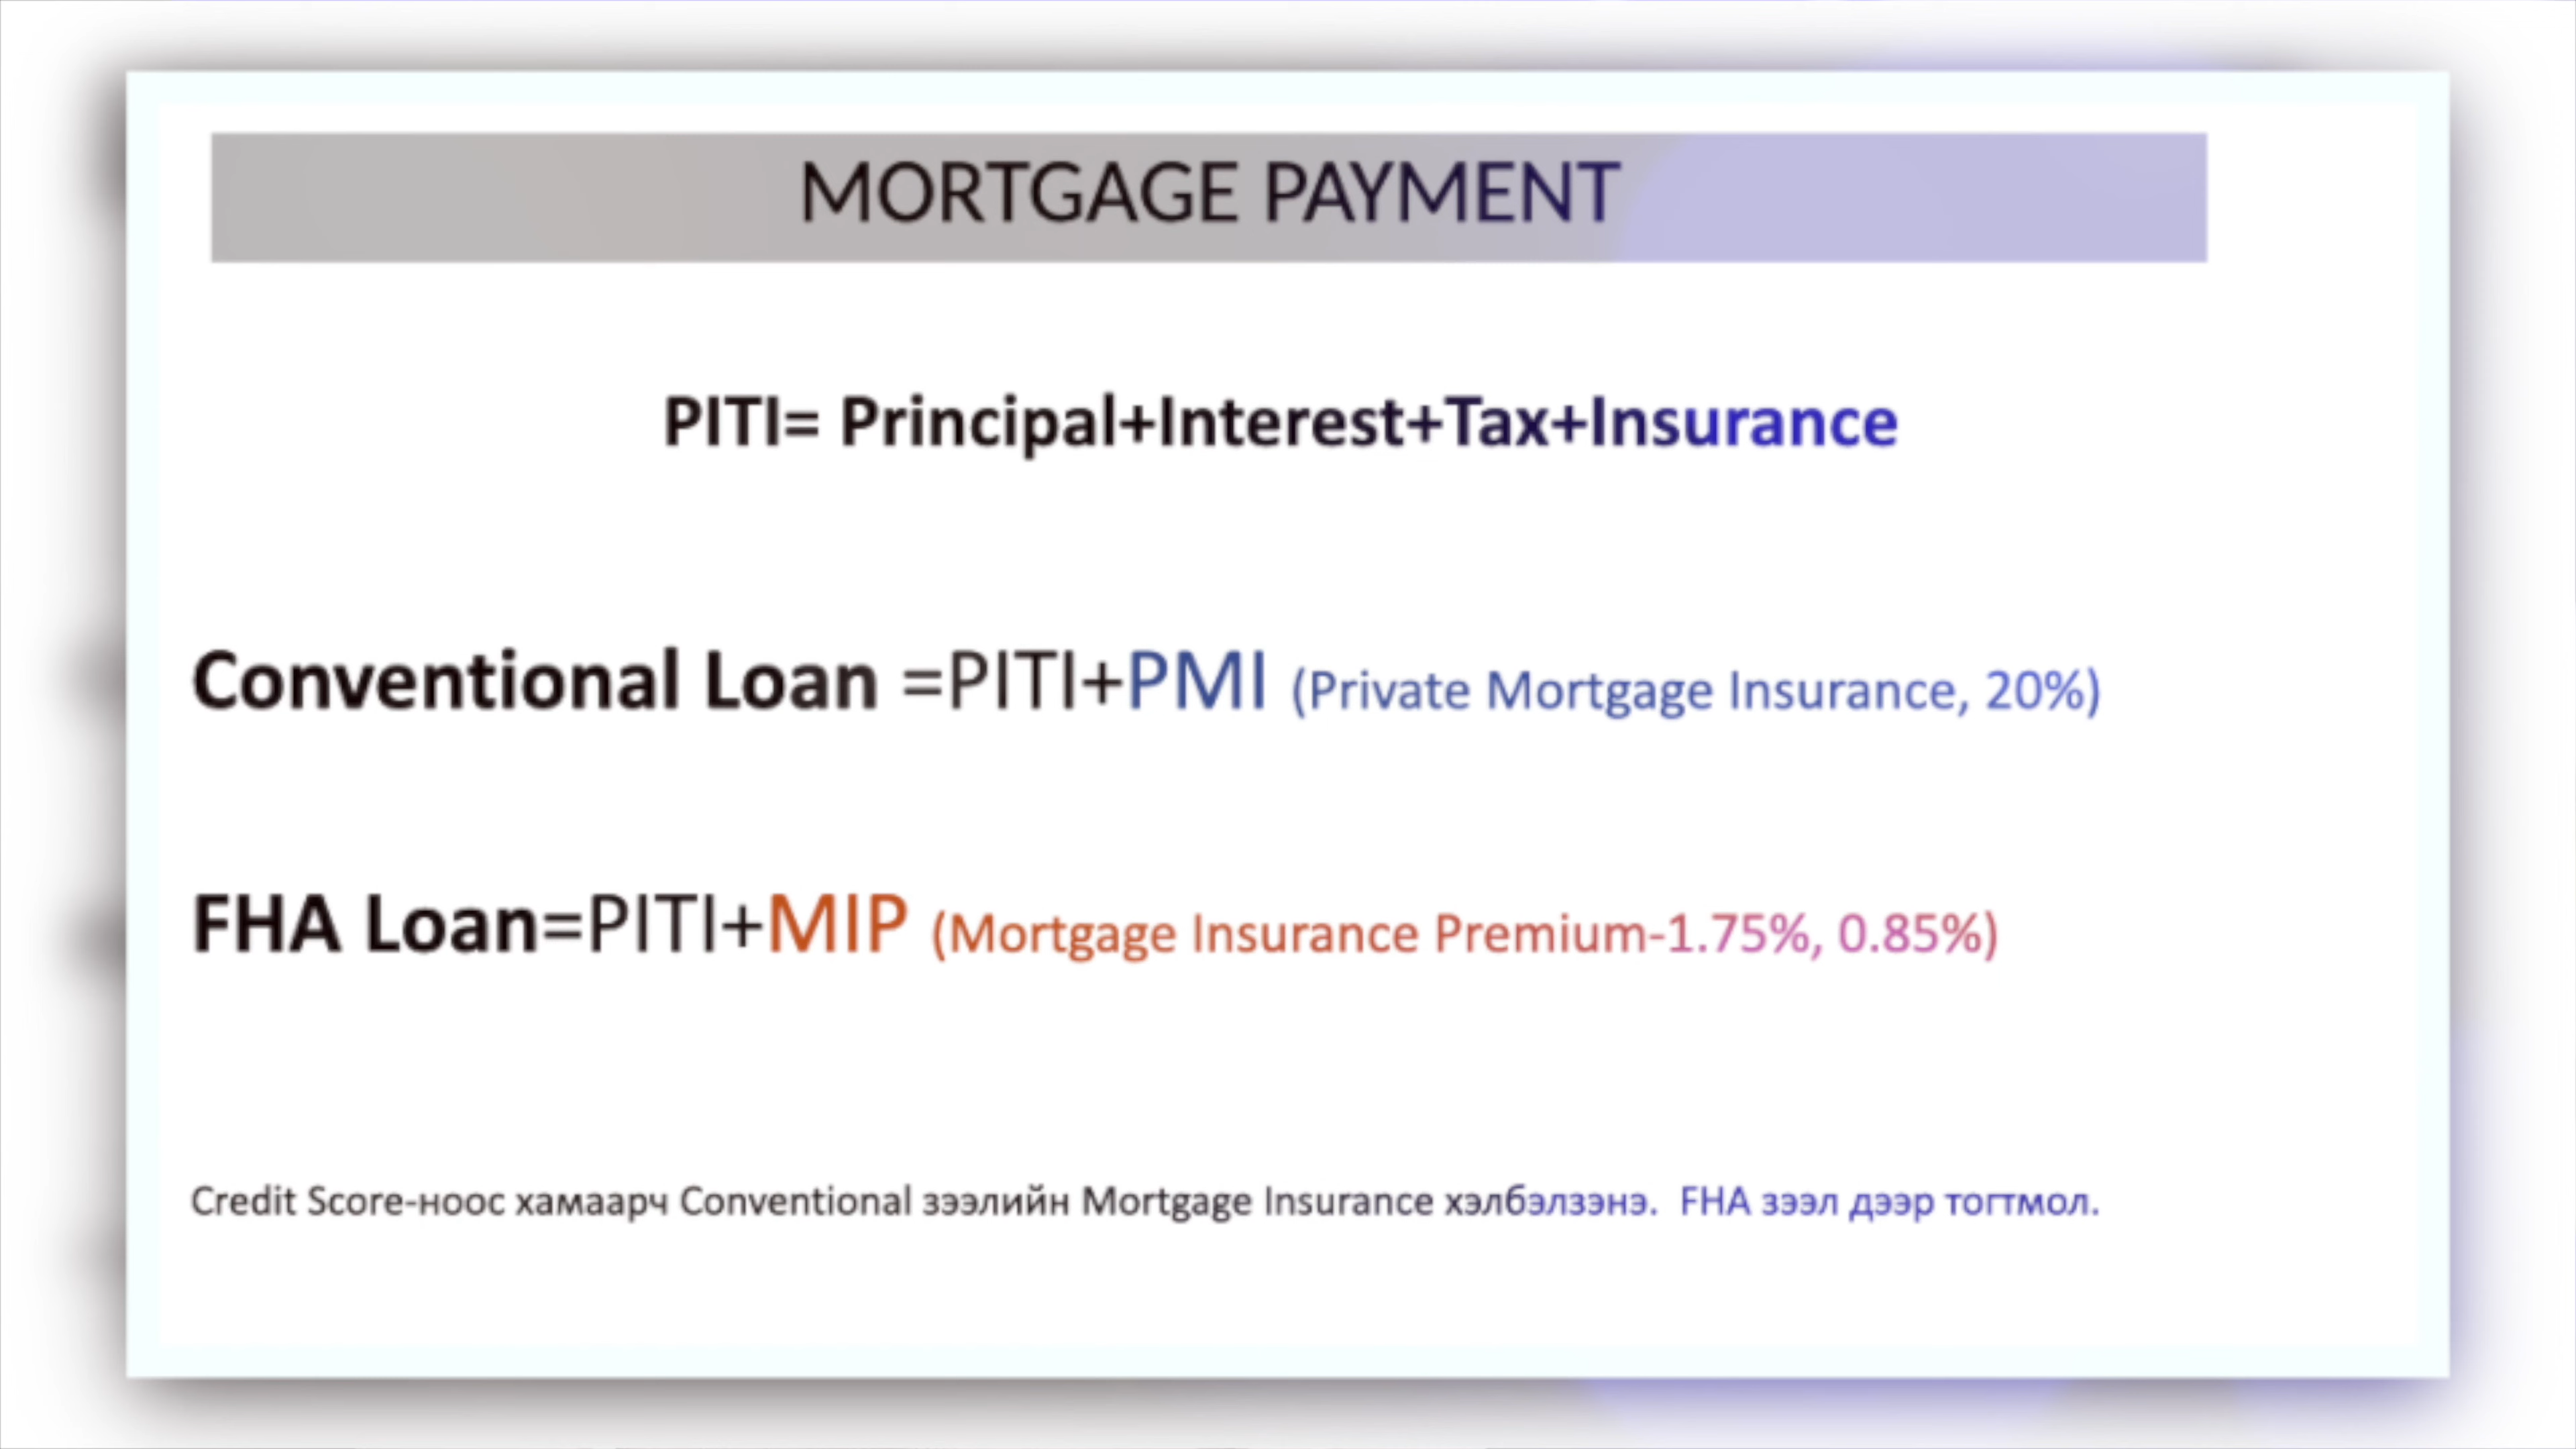 MORTGAGE PAYMENT
PITI= Principal+Interest+Tax+Insurance
Conventional Loan =PITI+PMI (Private Mortgage Insurance, 20%)
FHA Loan=PITI+MIP (Mortgage Insurance Premium-1.75%, 0.85%)
Credit Score-ноос хамаарч Conventional зээлийн Mortgage Insurance хэлбэлзэнэ. FHA зээл дээр тогтмол.